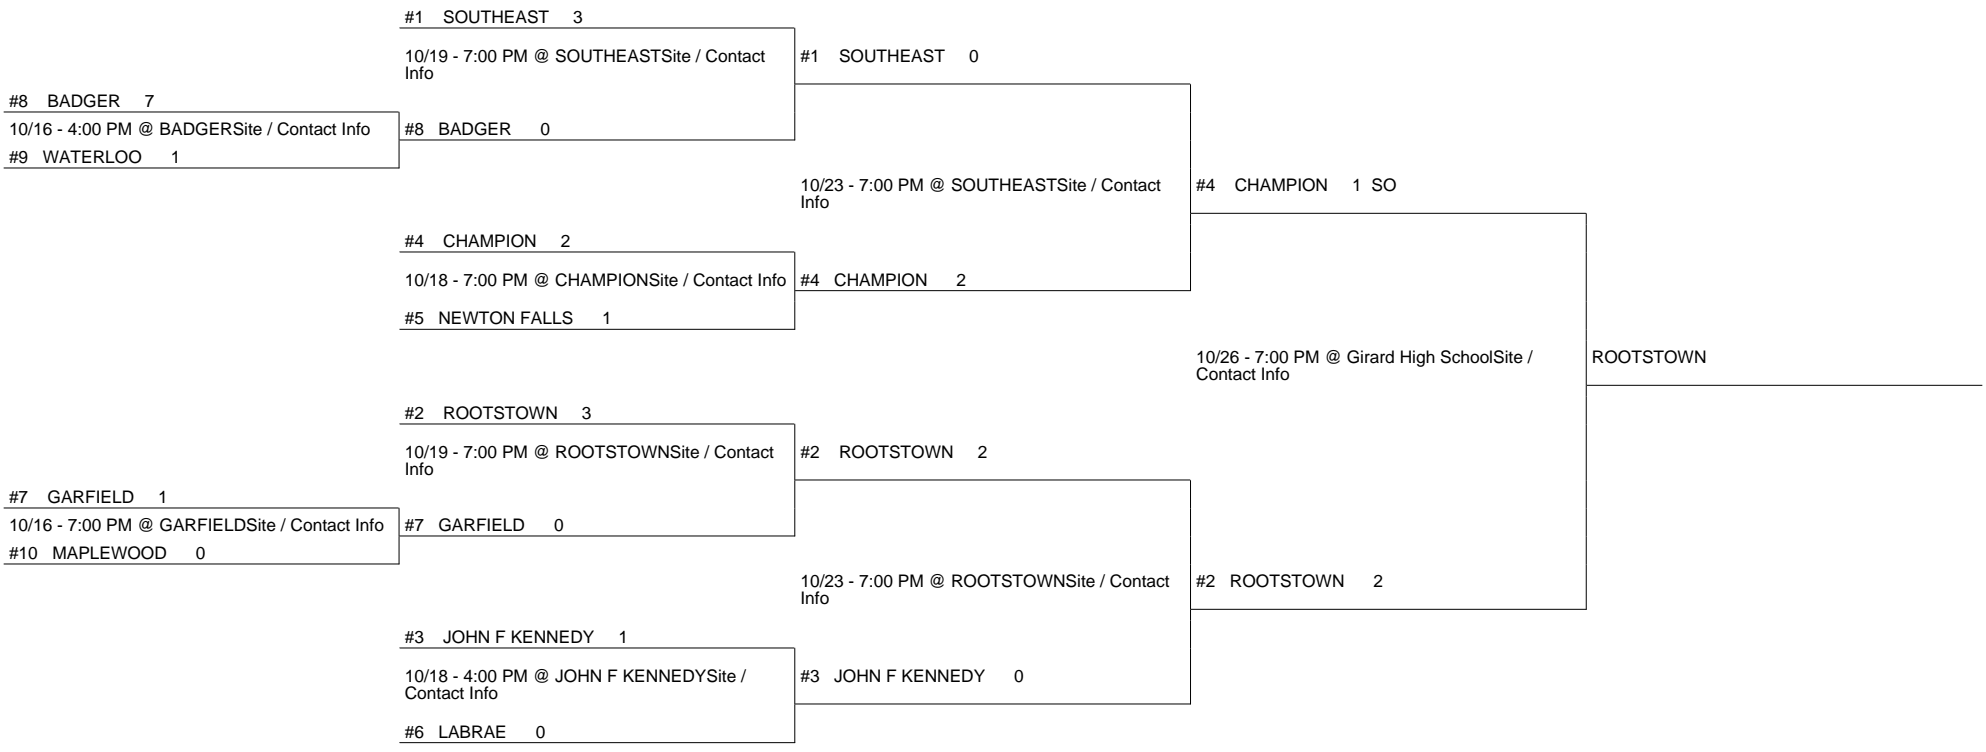 #1 SOUTHEAST 3
10/19 - 7:00 PM @ SOUTHEASTSite / Contact
Info
#8 BADGER 0
#8 BADGER 7
10/16 - 4:00 PM @ BADGERSite / Contact Info
#9 WATERLOO 1
#1 SOUTHEAST 0
10/23 - 7:00 PM @ SOUTHEASTSite / Contact
Info
#4 CHAMPION 2
#4 CHAMPION 2
10/18 - 7:00 PM @ CHAMPIONSite / Contact Info
#5 NEWTON FALLS 1
#4 CHAMPION 1 SO
10/26 - 7:00 PM @ Girard High SchoolSite /
Contact Info
ROOTSTOWN
#2 ROOTSTOWN 3
10/19 - 7:00 PM @ ROOTSTOWNSite / Contact
Info
#7 GARFIELD 0
#7 GARFIELD 1
10/16 - 7:00 PM @ GARFIELDSite / Contact Info
#10 MAPLEWOOD 0
#2 ROOTSTOWN 2
10/23 - 7:00 PM @ ROOTSTOWNSite / Contact
Info
#3 JOHN F KENNEDY 0
#2 ROOTSTOWN 2
#3 JOHN F KENNEDY 1
10/18 - 4:00 PM @ JOHN F KENNEDYSite /
Contact Info
#6 LABRAE 0